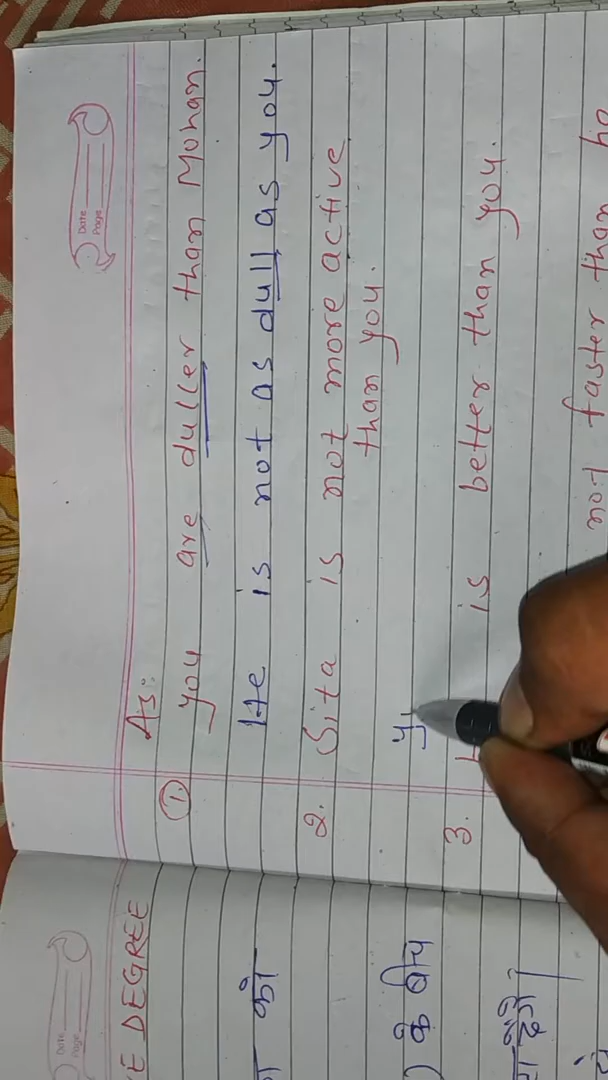 As:
1. you are duller than Mohan.
He is not as dull as you.
2. Sita is not more active
than you.
y
3. is better than you.
not faster than
Date
Page
E DEGREE
को
) के बीच
Date
Page